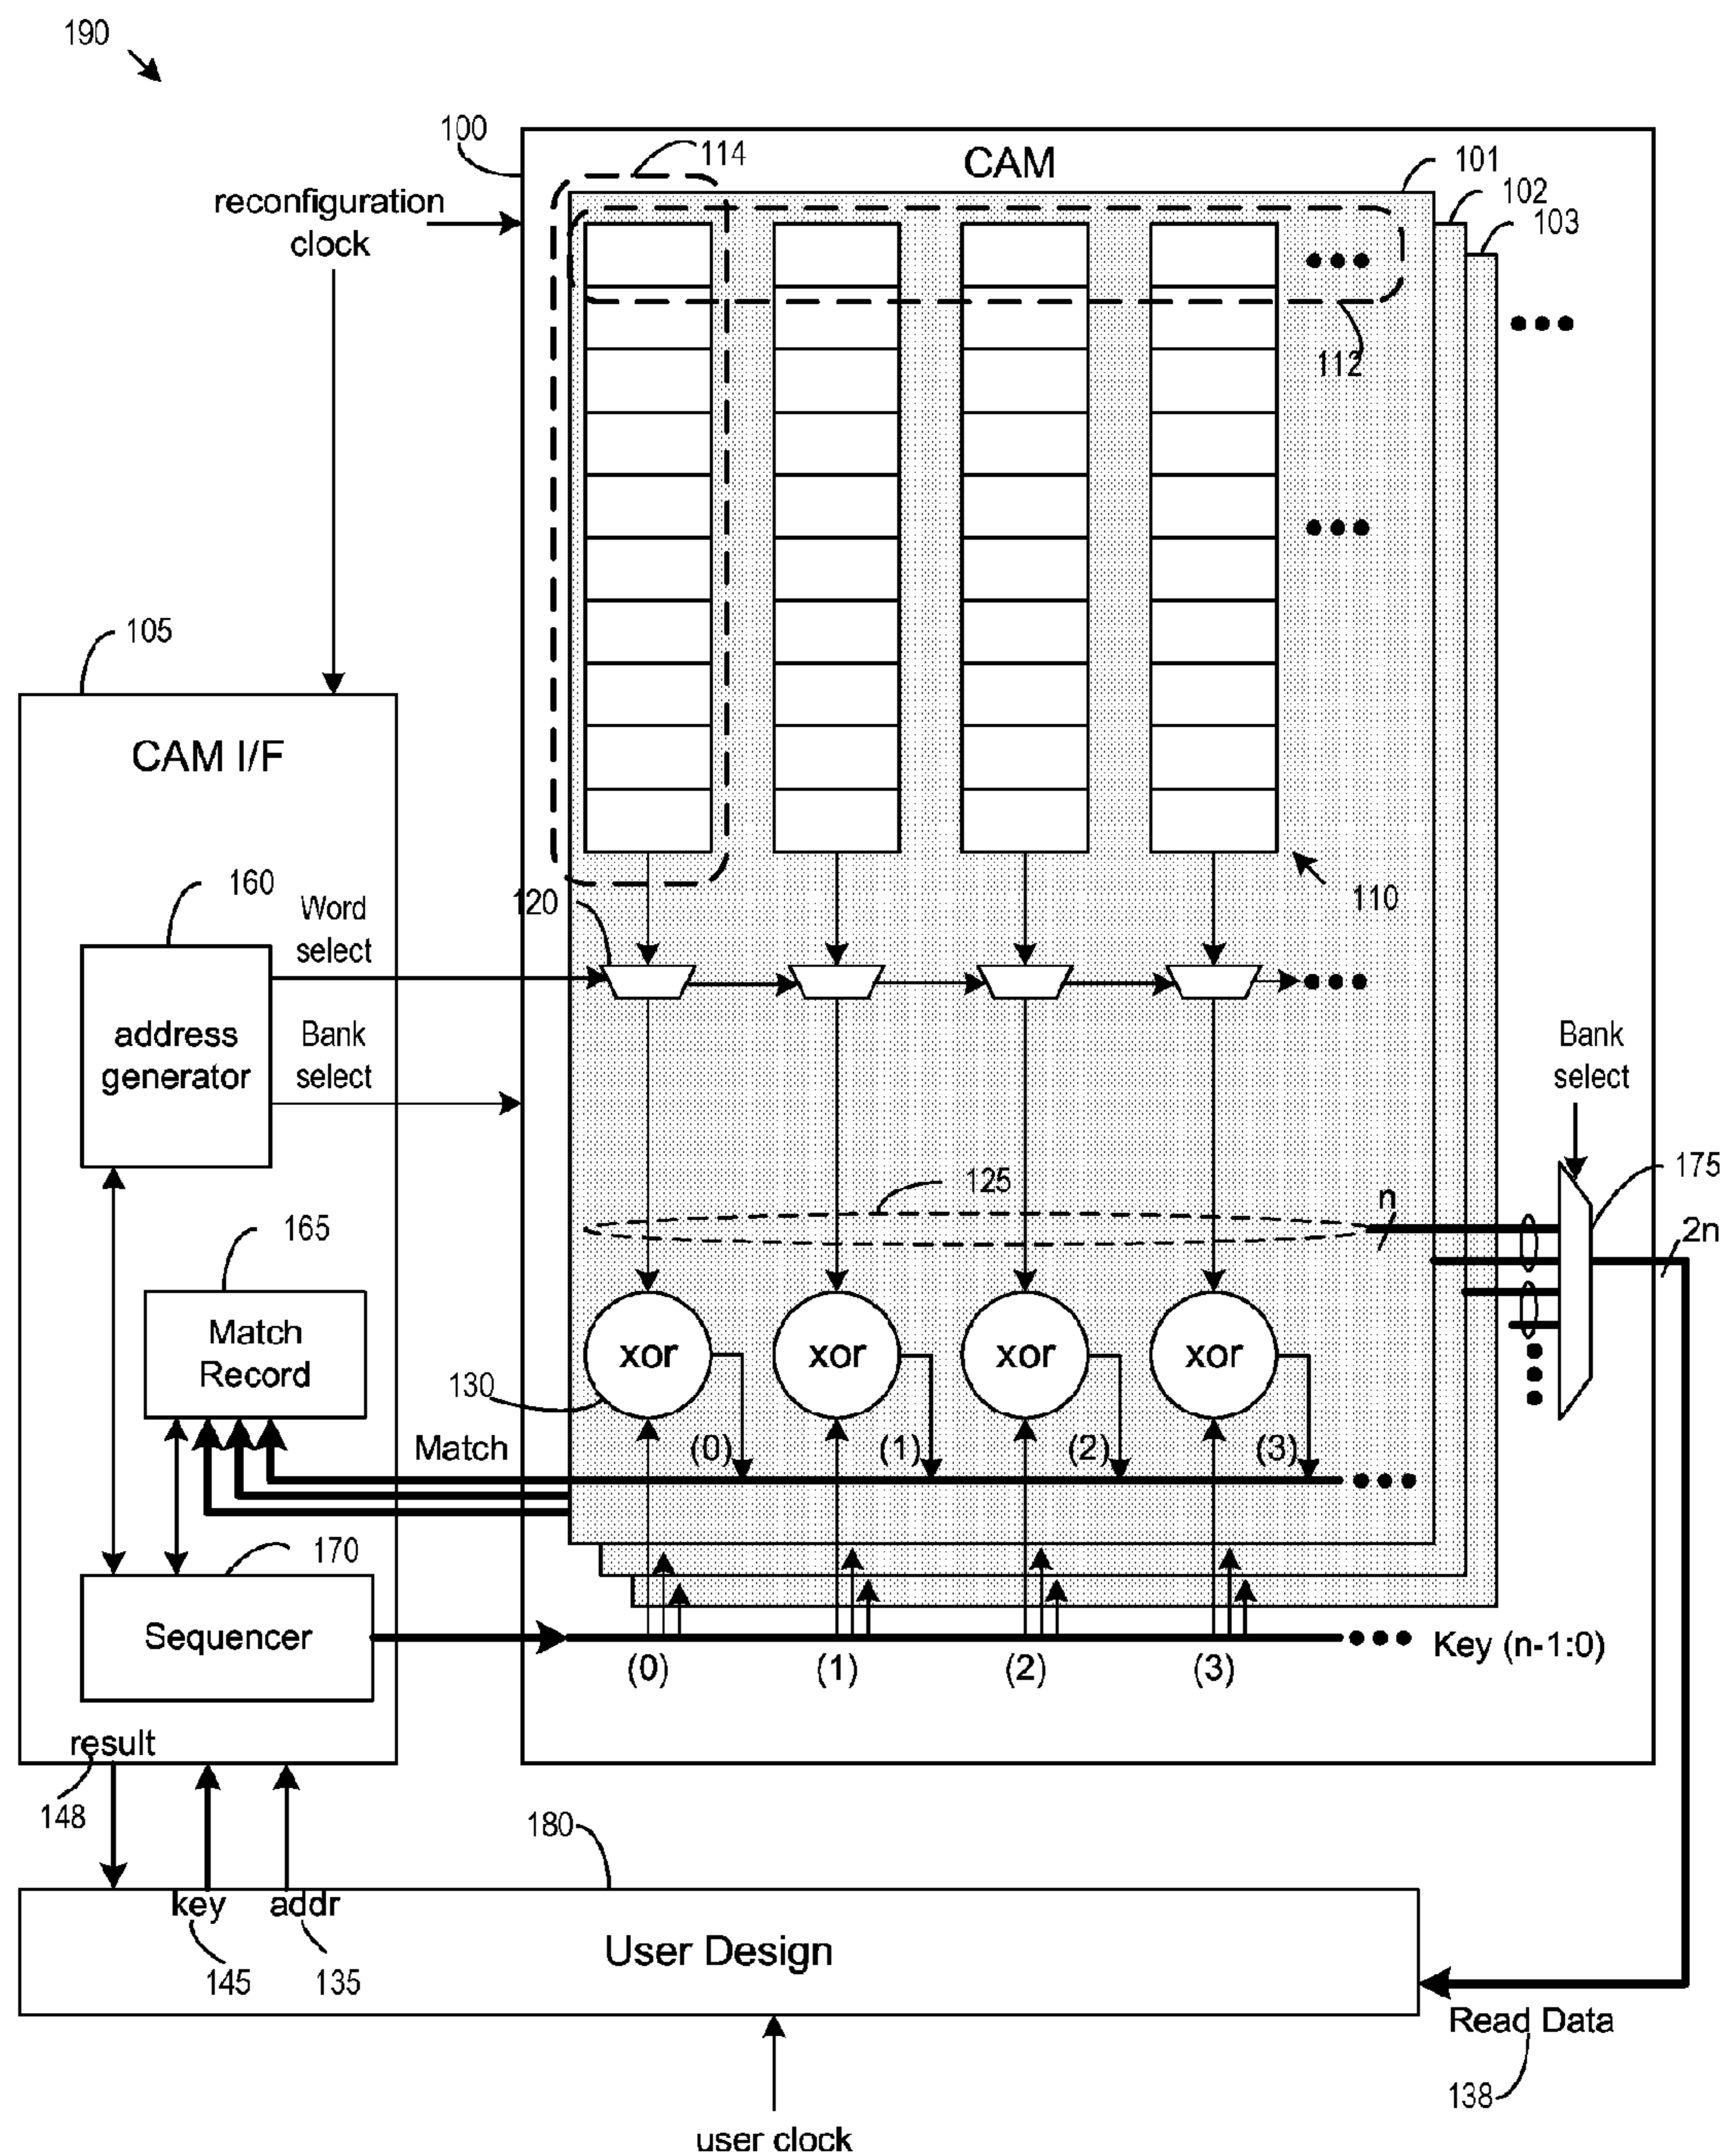 190
100
114
CAM
101
102
103
reconfiguration
clock
112
105
CAM I/F
160
Word
select
120
110
address
generator
Bank
select
Bank
select
125
n
175
2n
165
Match
Record
xor
xor
xor
xor
130
Match
(0)
(1)
(2)
(3)
170
Sequencer
Key (n-1:0)
(0)
(1)
(2)
(3)
result
148
180
key
addr
145
135
User Design
Read Data
138
user clock